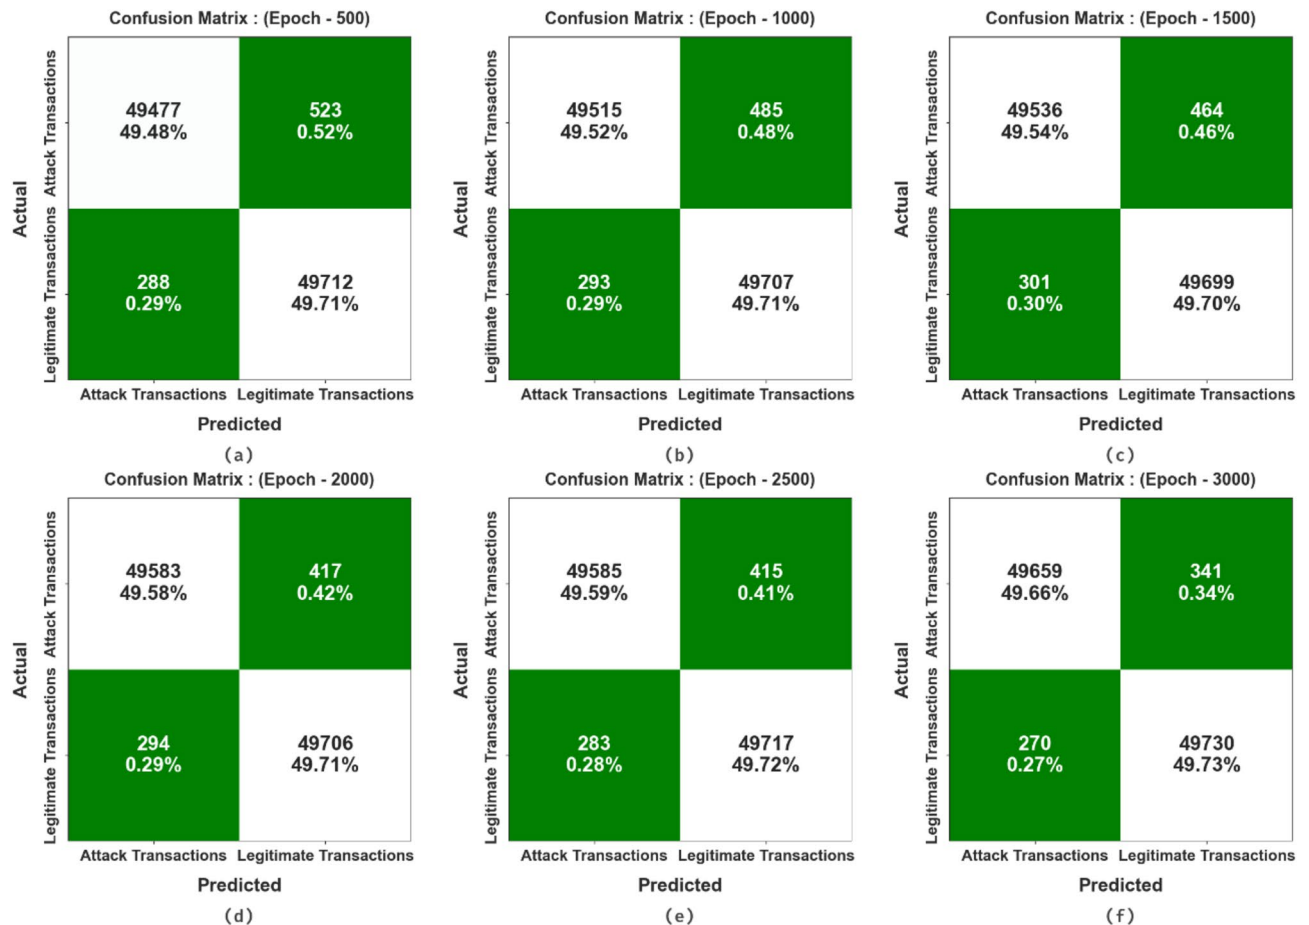 Confusion Matrix : (Epoch - 500)
Actual
Attack Transactions
Legitimate Transactions
49477
49.48%
523
0.52%
288
0.29%
49712
49.71%
Attack Transactions
Legitimate Transactions
Predicted
(a)
Confusion Matrix : (Epoch - 1000)
Actual
Attack Transactions
Legitimate Transactions
49515
49.52%
485
0.48%
293
0.29%
49707
49.71%
Attack Transactions
Legitimate Transactions
Predicted
(b)
Confusion Matrix : (Epoch - 1500)
Actual
Attack Transactions
Legitimate Transactions
49536
49.54%
464
0.46%
301
0.30%
49699
49.70%
Attack Transactions
Legitimate Transactions
Predicted
(c)
Confusion Matrix : (Epoch - 2000)
Actual
Attack Transactions
Legitimate Transactions
49583
49.58%
417
0.42%
294
0.29%
49706
49.71%
Attack Transactions
Legitimate Transactions
Predicted
(d)
Confusion Matrix : (Epoch - 2500)
Actual
Attack Transactions
Legitimate Transactions
49585
49.59%
415
0.41%
283
0.28%
49717
49.72%
Attack Transactions
Legitimate Transactions
Predicted
(e)
Confusion Matrix : (Epoch - 3000)
Actual
Attack Transactions
Legitimate Transactions
49659
49.66%
341
0.34%
270
0.27%
49730
49.73%
Attack Transactions
Legitimate Transactions
Predicted
(f)